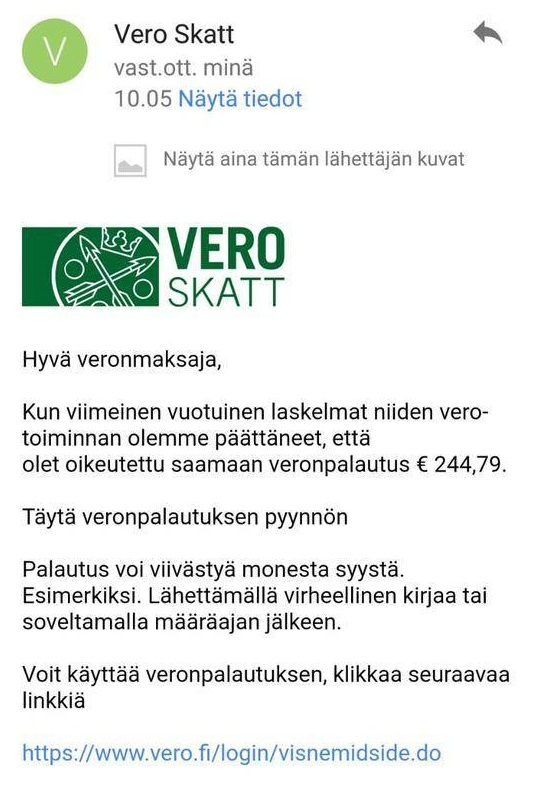 V
Vero Skatt
vast.ott. minä
10.05 Näytä tiedot
Näytä aina tämän lähettäjän kuvat
VERO
SKATT
Hyvä veronmaksaja,
Kun viimeinen vuotuinen laskelmat niiden vero-
toiminnan olemme päättäneet, että
olet oikeutettu saamaan veronpalautus € 244,79.
Täytä veronpalautuksen pyynnön
Palautus voi viivästyä monesta syystä.
Esimerkiksi. Lähettämällä virheellinen kirjaa tai
soveltamalla määräajan jälkeen.
Voit käyttää veronpalautuksen, klikkaa seuraavaa
linkkiä
https://www.vero.fi/login/visnemidside.do